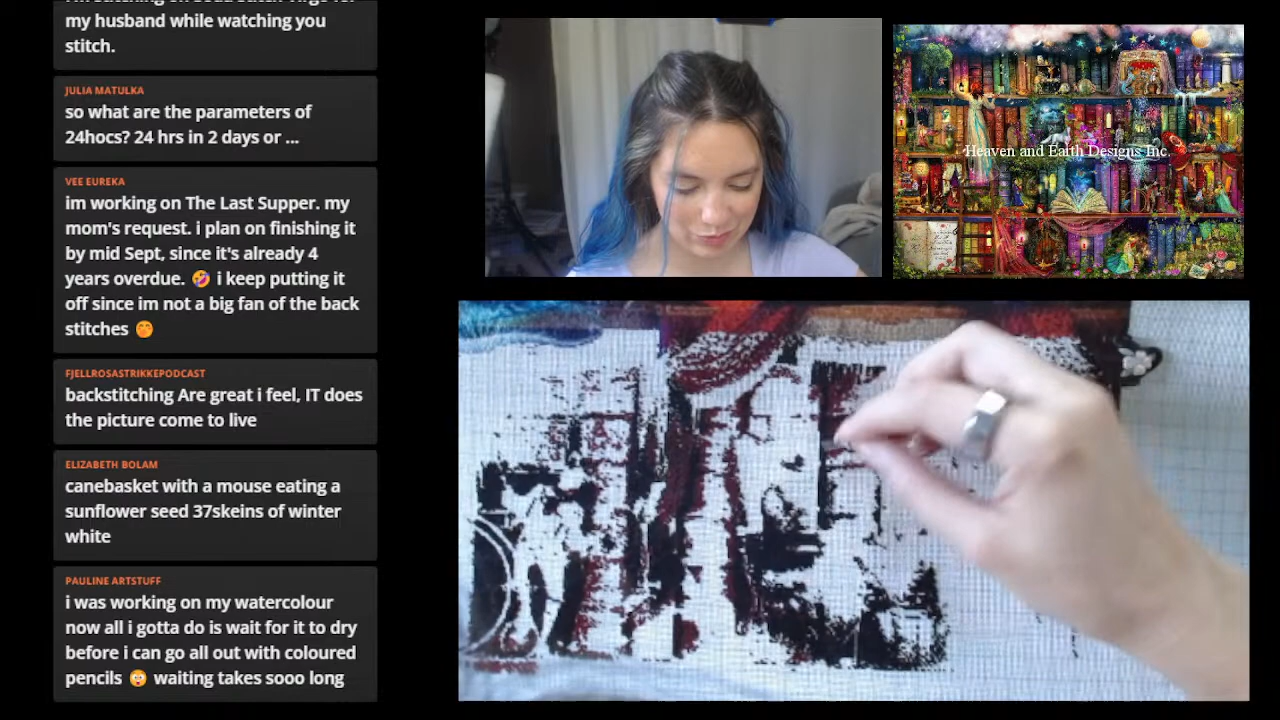 my husband while watching you
stitch.
JULIA MATULKA
so what are the parameters of
24hocs? 24 hrs in 2 days or ...
VEE EUREKA
im working on The Last Supper. my
mom's request. i plan on finishing it
by mid Sept, since it's already 4
years overdue. 🤣 i keep putting it
off since im not a big fan of the back
stitches 🤭
FJELLROSASTRIKKEPODCAST
backstitching Are great i feel, IT does
the picture come to live
ELIZABETH BOLAM
canebasket with a mouse eating a
sunflower seed 37skeins of winter
white
PAULINE ARTSTUFF
i was working on my watercolour
now all i gotta do is wait for it to dry
before i can go all out with coloured
pencils 😳 waiting takes sooo long
Heaven and Earth Designs Inc.